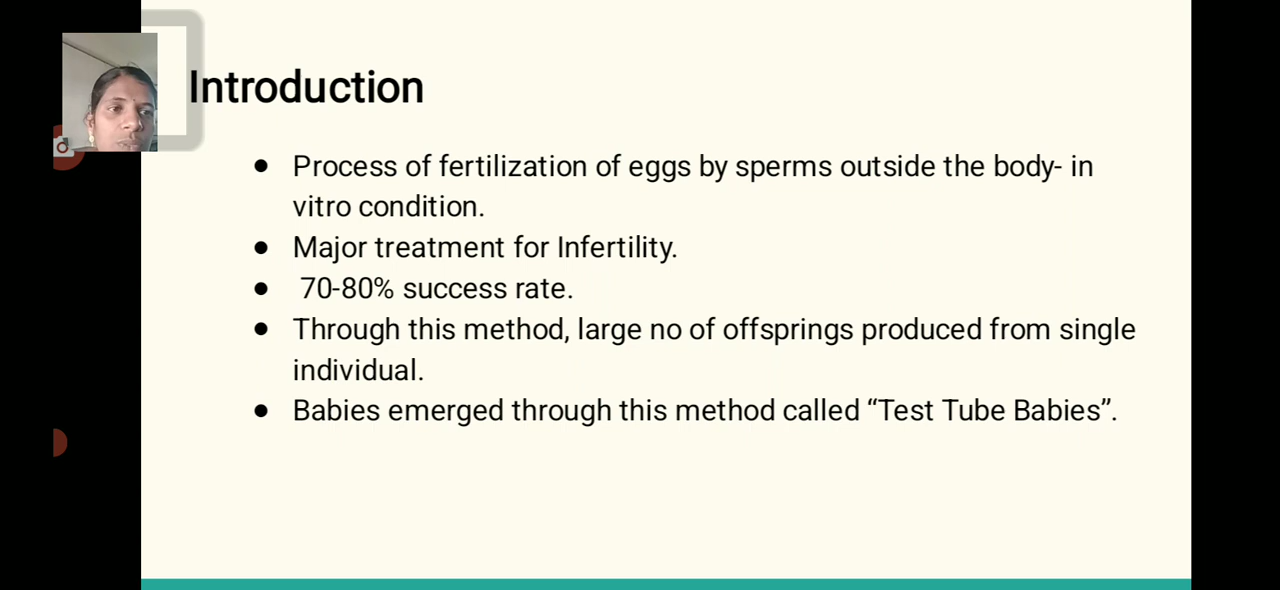 Introduction
● Process of fertilization of eggs by sperms outside the body- in
vitro condition.
● Major treatment for Infertility.
● 70-80% success rate.
● Through this method, large no of offsprings produced from single
individual.
● Babies emerged through this method called “Test Tube Babies”.